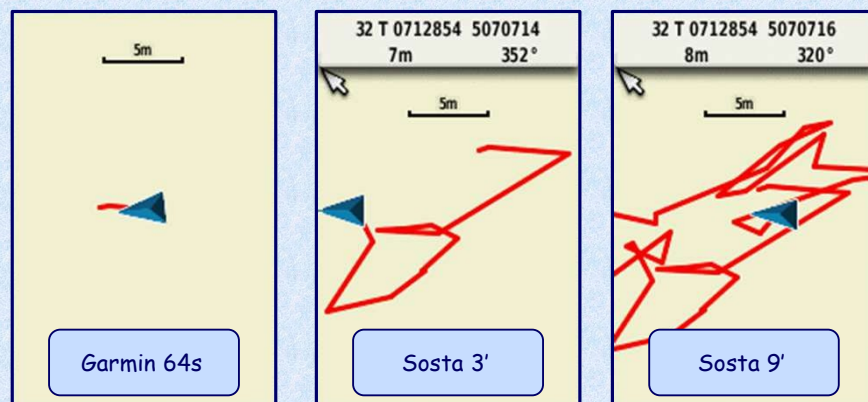 5m
Garmin 64s
32 T 0712854 5070714
7m 352°
5m
Sosta 3'
32 T 0712854 5070716
8m 320°
5m
Sosta 9'